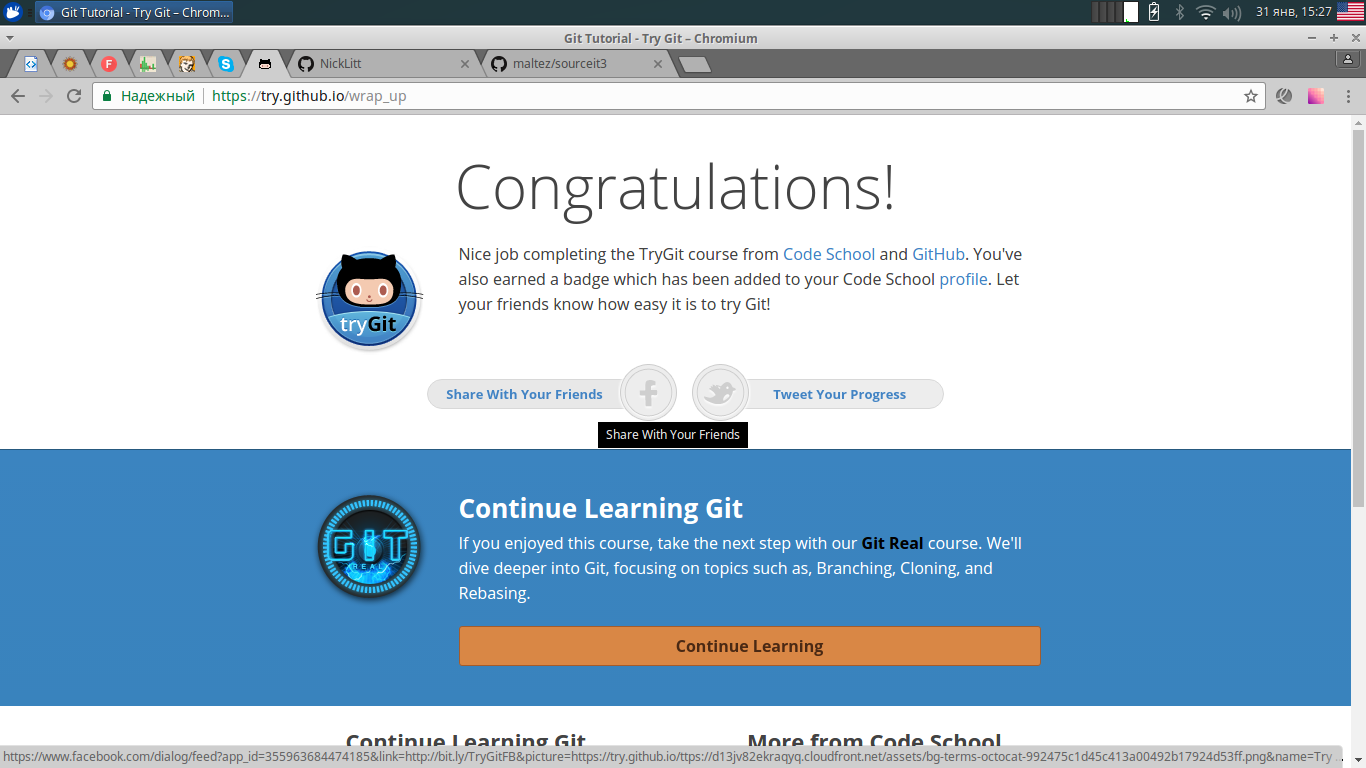 Git Tutorial - Try Git – Chrom...
31 янв, 15:27
Git Tutorial - Try Git – Chromium
F
S
NickLitt
maltez/sourceit3
Надежный
https://try.github.io/wrap_up
Congratulations!
Nice job completing the TryGit course from Code School and GitHub. You've
also earned a badge which has been added to your Code School profile. Let
your friends know how easy it is to try Git!
tryGit
Share With Your Friends
f
Tweet Your Progress
Share With Your Friends
GIT
REAL
Continue Learning Git
If you enjoyed this course, take the next step with our Git Real course. We'll
dive deeper into Git, focusing on topics such as, Branching, Cloning, and
Rebasing.
Continue Learning
Continue Learning Git
More from Code School
https://www.facebook.com/dialog/feed?app_id=355963684474185&link=http://bit.ly/TryGitFB&picture=https://try.github.io/ttps://d13jv82ekraqyq.cloudfront.net/assets/bg-terms-octocat-992475c1d45c413a00492b17924d53ff.png&name=Try ...